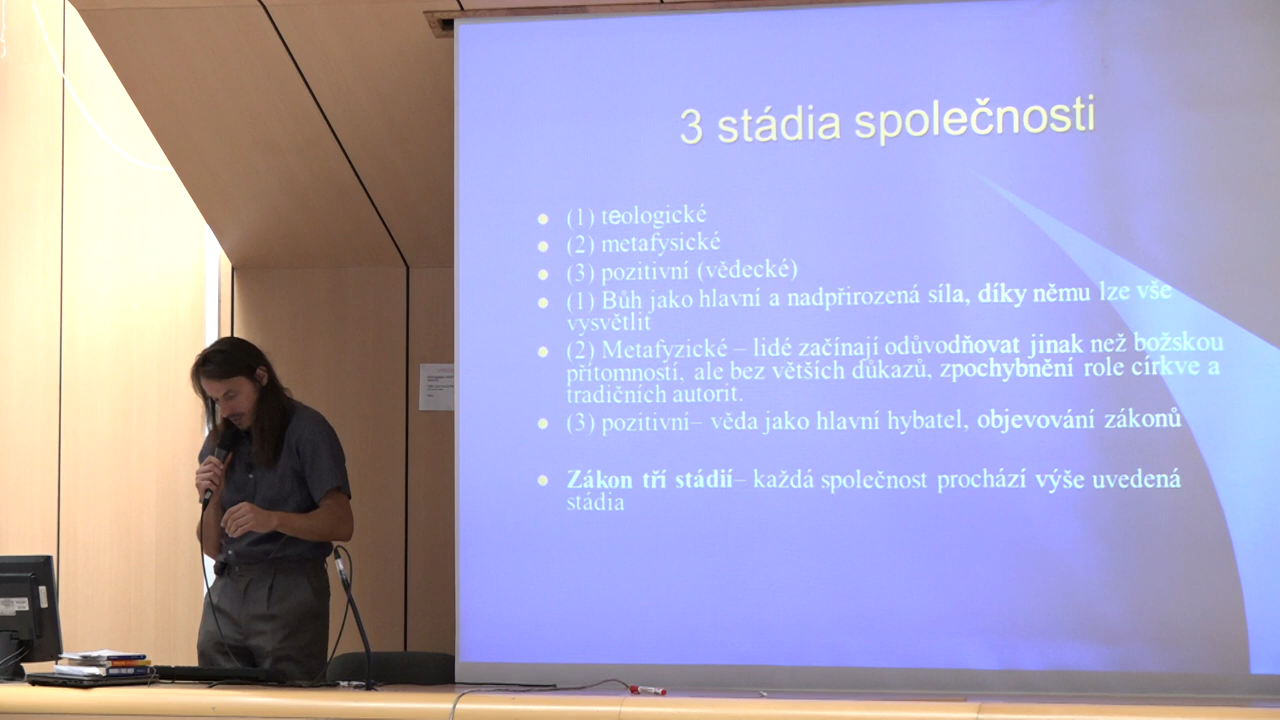 3 stádia společnosti
(1) teologické
(2) metafysické
(3) pozitivní (vědecké)
(1) Bůh jako hlavní a nadpřirozená síla, díky němu lze vše
vysvětlit
(2) Metafyzické – lidé začínají odůvodňovat jinak než božskou
přítomností, ale bez větších důkazů, zpochybnění role církve a
tradičních autorit.
(3) pozitivní– věda jako hlavní hybatel, objevování zákonů
Zákon tří stádií– každá společnost prochází výše uvedená
stádia